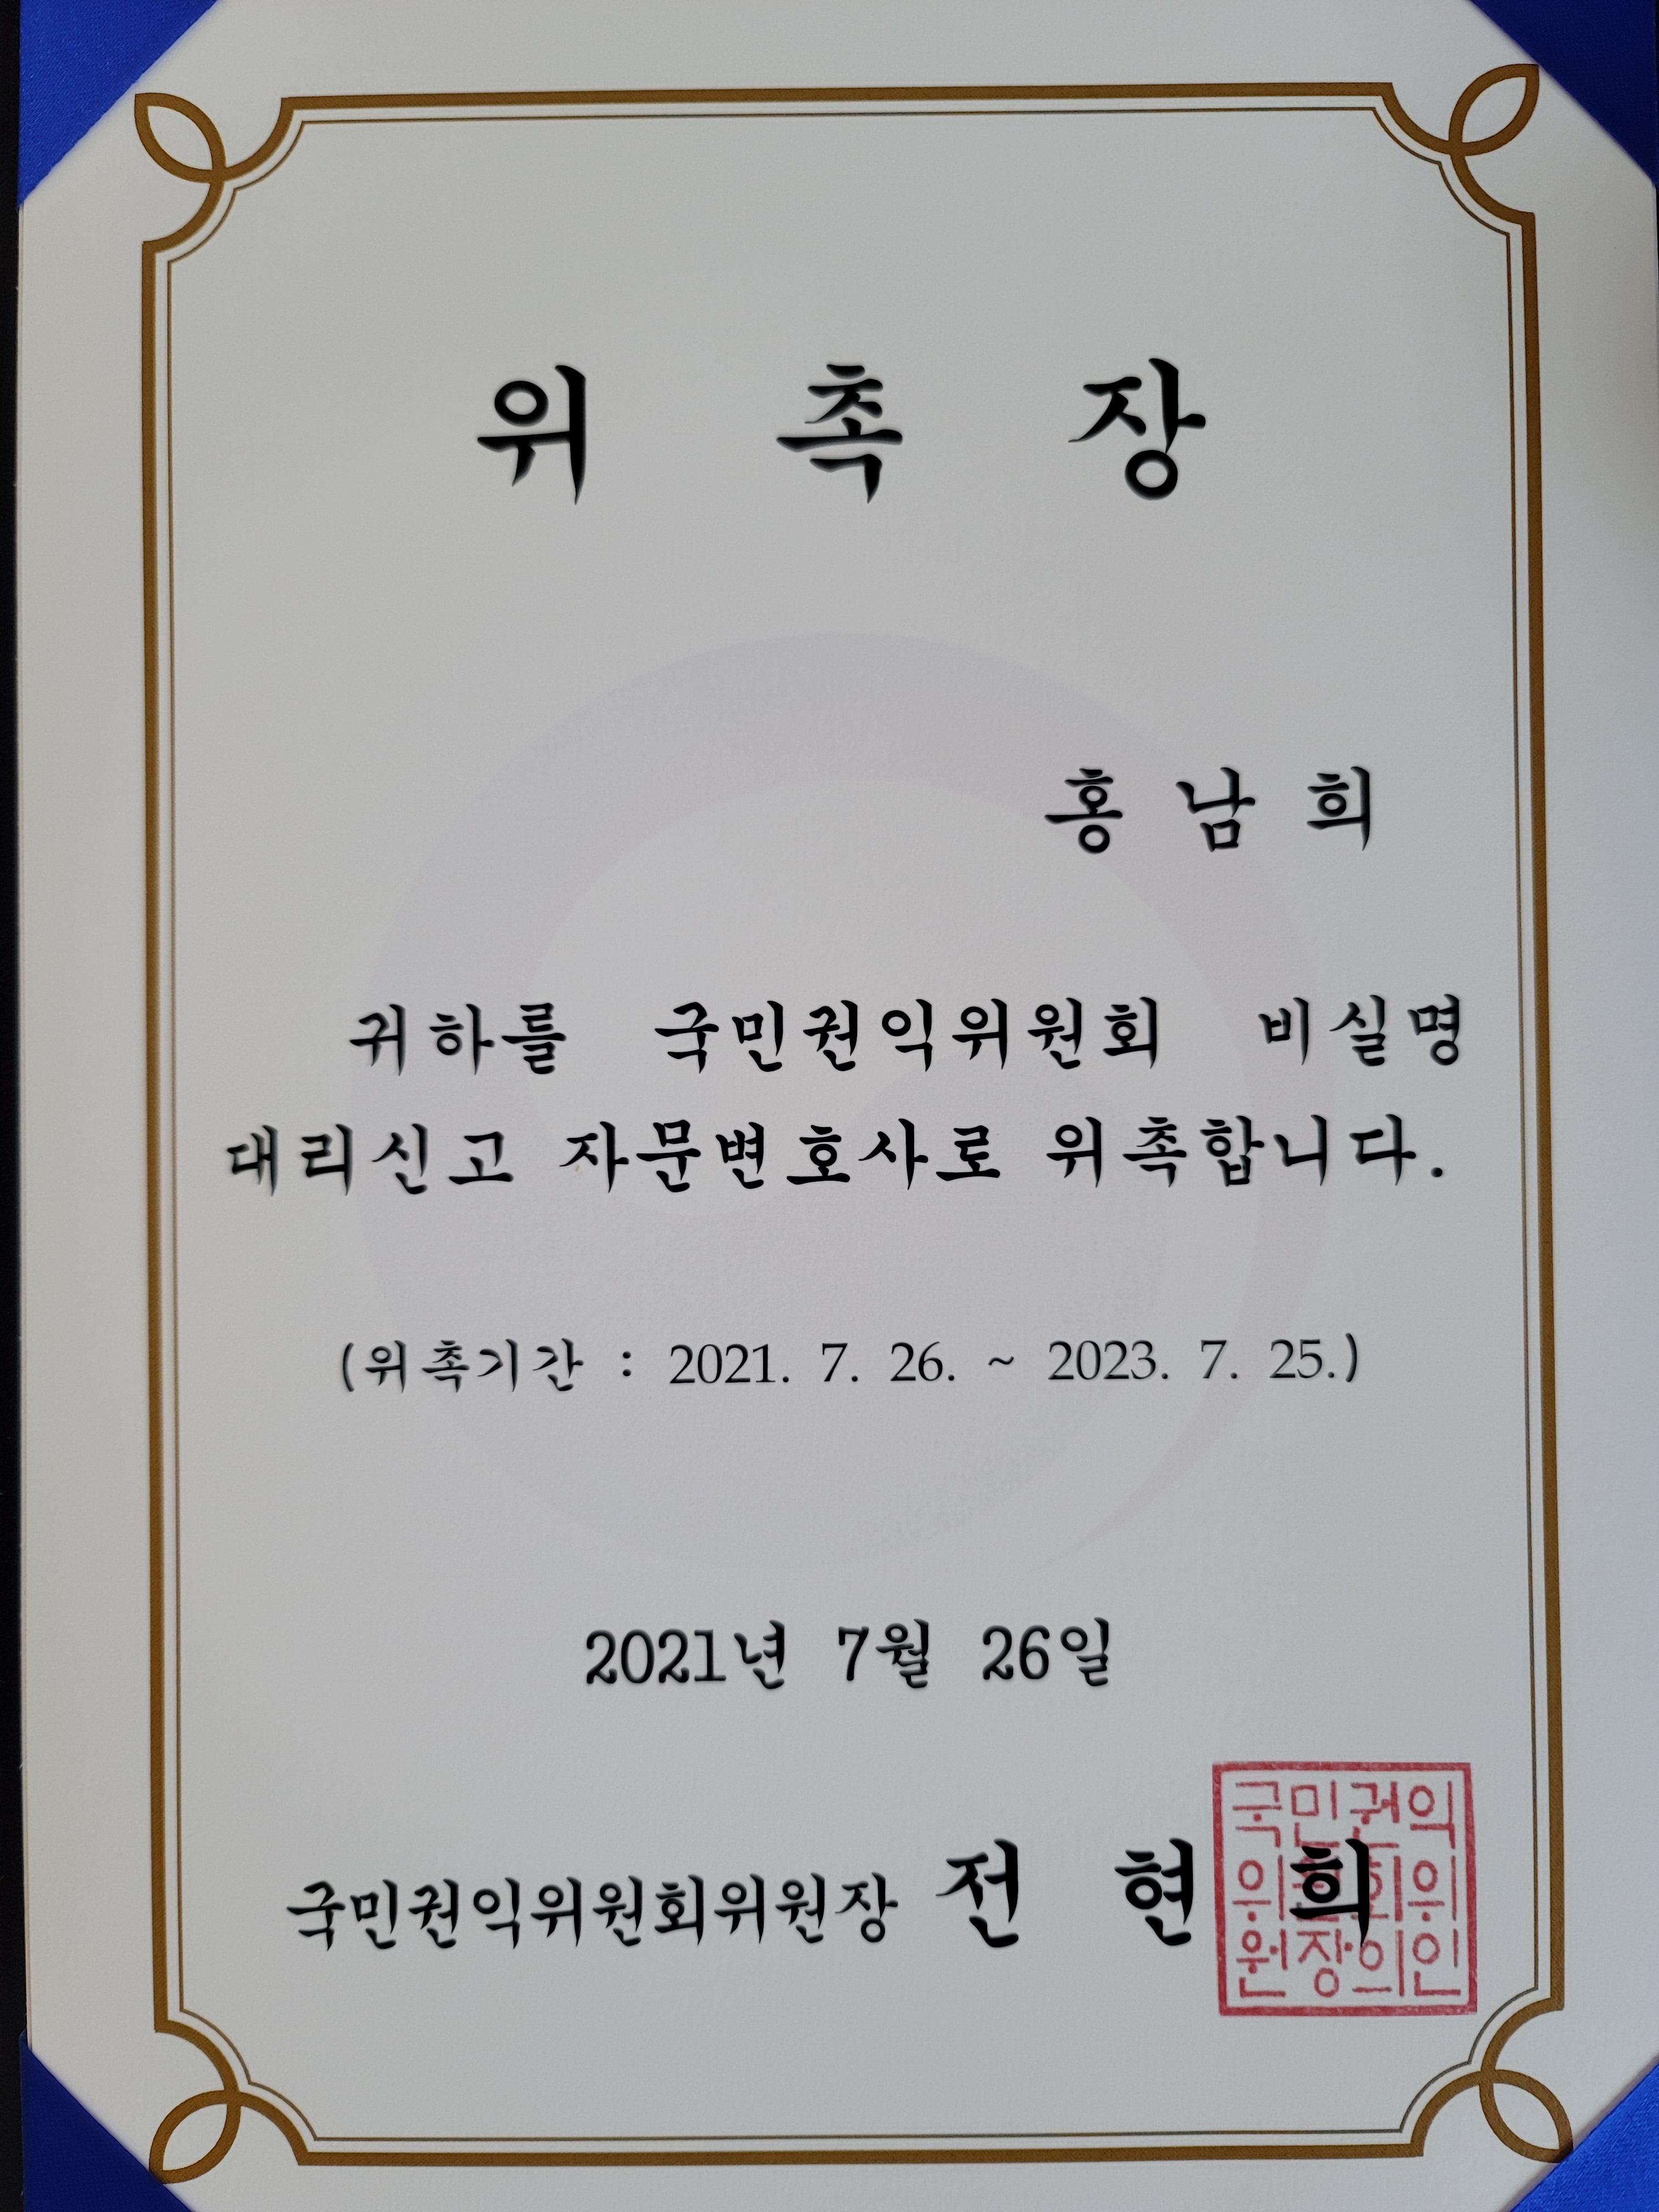 위 촉 장
홍 남 희
귀하를 국민권익위원회 비실명
대리신고 자문변호사로 위촉합니다.
(위촉기간 : 2021. 7. 26. ~ 2023. 7. 25.)
2021년 7월 26일
국민권익위원회위원장 전 현 희
국민권익
위원회위
원장의인